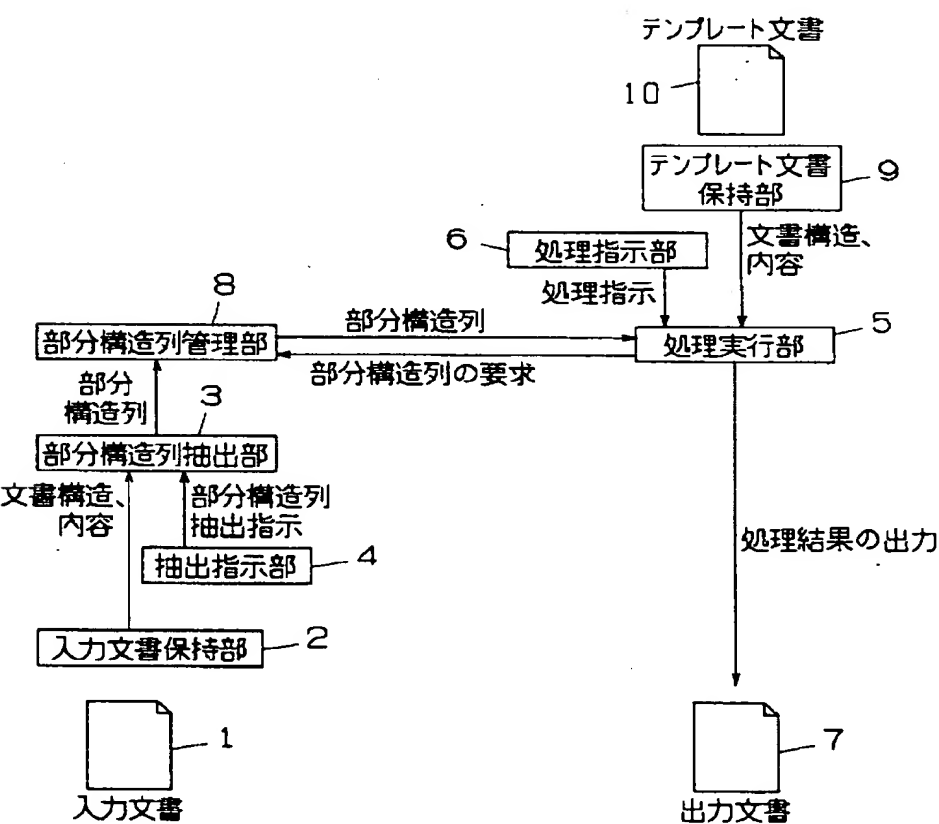 テンプレート文書
10
テンプレート文書
保持部
9
6
処理指示部
文書構造、
内容
処理指示
8
部分構造列
5
部分構造列管理部
処理実行部
部分構造列の要求
部分
構造列
3
部分構造列抽出部
文書構造、
内容
部分構造列
抽出指示
処理結果の出力
抽出指示部
4
入力文書保持部
2
1
7
入力文書
出力文書